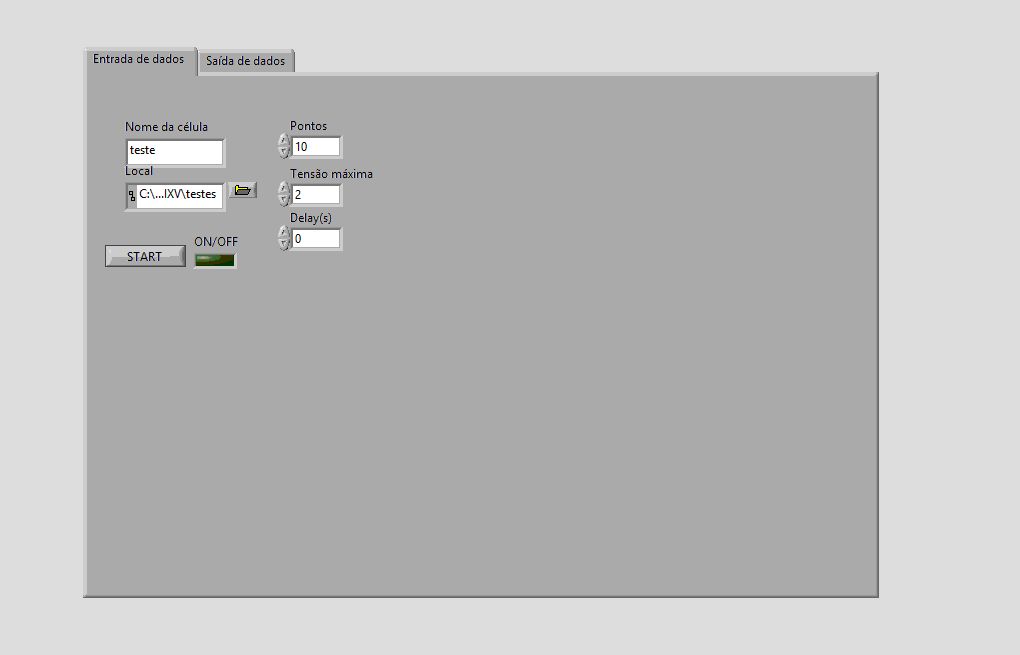 Entrada de dados
Saída de dados
Nome da célula
teste
Local
C:\...IXV\testes
START
ON/OFF
Pontos
10
Tensão máxima
2
Delay(s)
0